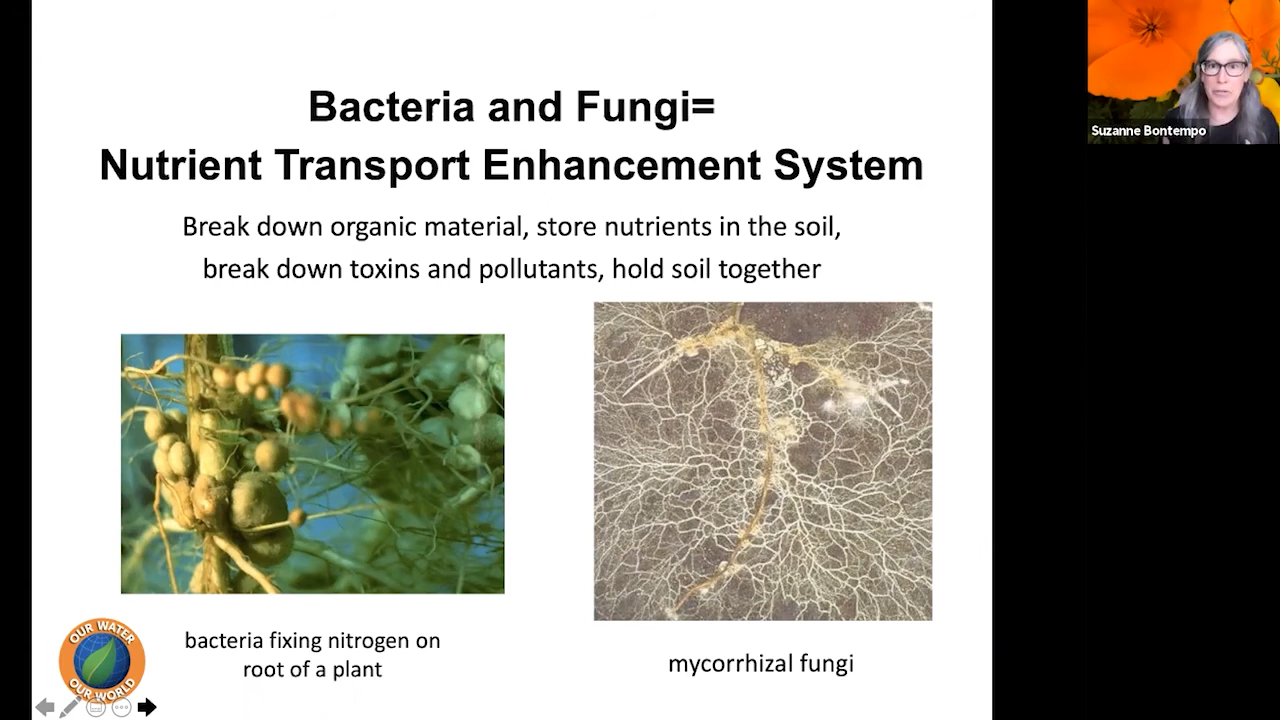 Bacteria and Fungi=
Nutrient Transport Enhancement System
Break down organic material, store nutrients in the soil,
break down toxins and pollutants, hold soil together
bacteria fixing nitrogen on
root of a plant
mycorrhizal fungi
OUR WATER
OUR WORLD
Suzanne Bontempo